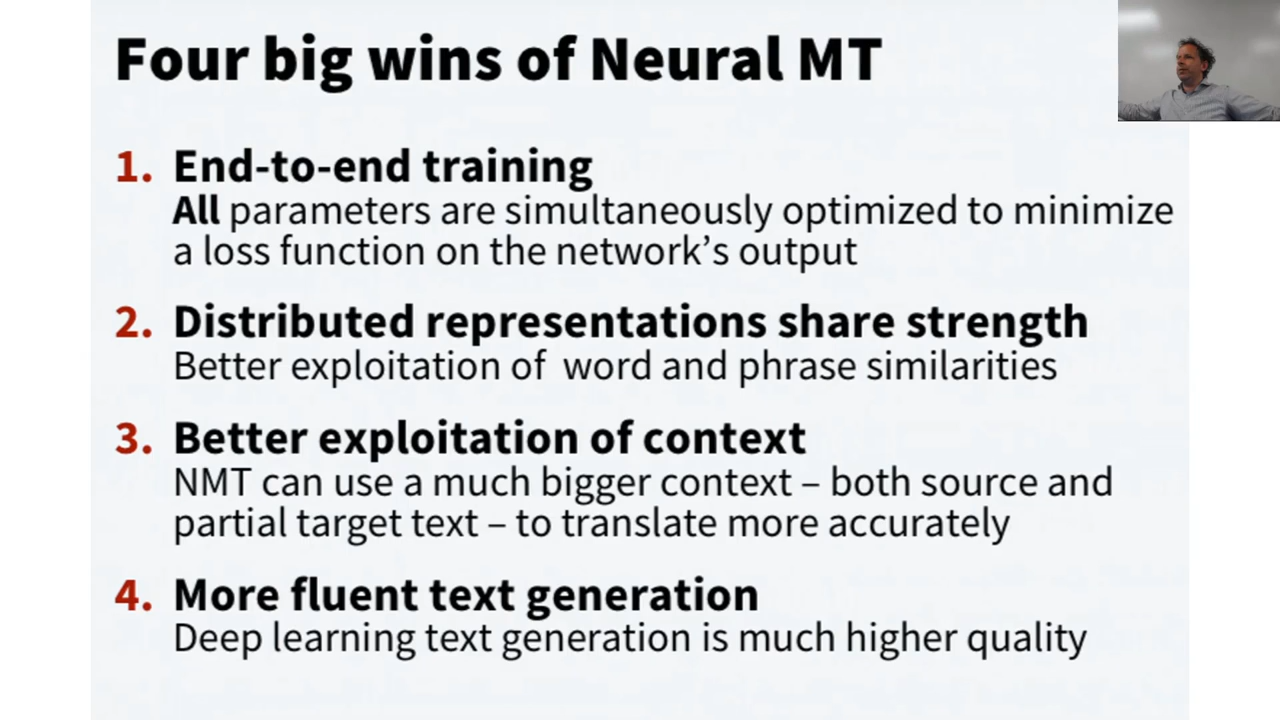 Four big wins of Neural MT
1. End-to-end training
All parameters are simultaneously optimized to minimize
a loss function on the network’s output
2. Distributed representations share strength
Better exploitation of  word and phrase similarities
3. Better exploitation of context
NMT can use a much bigger context – both source and
partial target text – to translate more accurately
4. More fluent text generation
Deep learning text generation is much higher quality